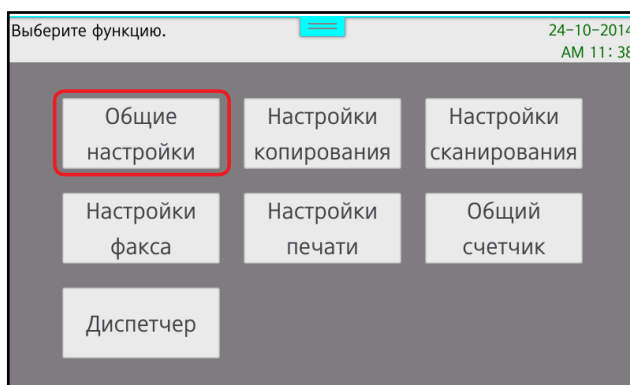 Выберите функцию.
24-10-2014
AM 11:38
Общие настройки
Настройки копирования
Настройки сканирования
Настройки факса
Настройки печати
Общий счетчик
Диспетчер